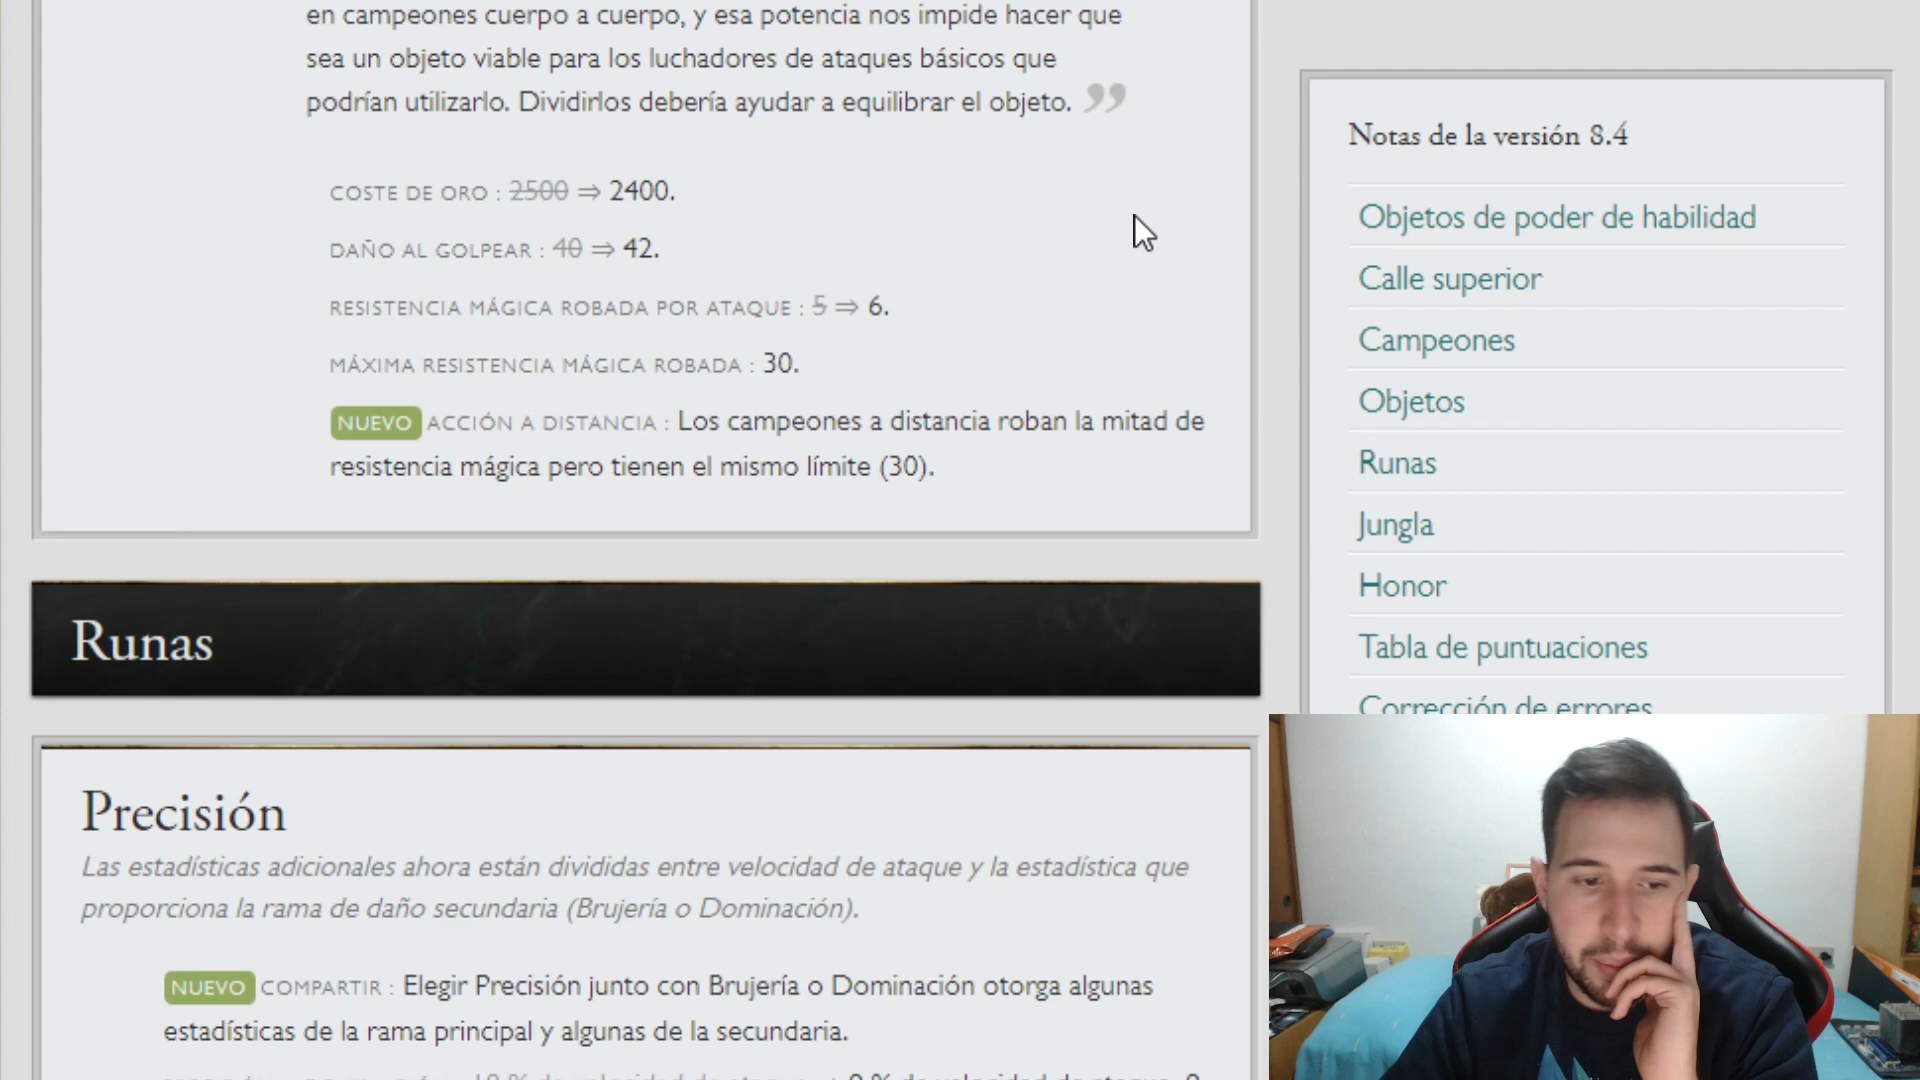 en campeones cuerpo a cuerpo, y esa potencia nos impide hacer que
sea un objeto viable para los luchadores de ataques básicos que
podrían utilizarlo. Dividirlos debería ayudar a equilibrar el objeto. ”
COSTE DE ORO : 2500 ⇒ 2400.
DAÑO AL GOLPEAR : 40 ⇒ 42.
RESISTENCIA MÁGICA ROBADA POR ATAQUE : 5 ⇒ 6.
MÁXIMA RESISTENCIA MÁGICA ROBADA : 30.
NUEVO ACCIÓN A DISTANCIA : Los campeones a distancia roban la mitad de
resistencia mágica pero tienen el mismo límite (30).
Runas
Precisión
Las estadísticas adicionales ahora están divididas entre velocidad de ataque y la estadística que
proporciona la rama de daño secundaria (Brujería o Dominación).
NUEVO COMPARTIR : Elegir Precisión junto con Brujería o Dominación otorga algunas
estadísticas de la rama principal y algunas de la secundaria.
Notas de la versión 8.4
Objetos de poder de habilidad
Calle superior
Campeones
Objetos
Runas
Jungla
Honor
Tabla de puntuaciones
Corrección de errores